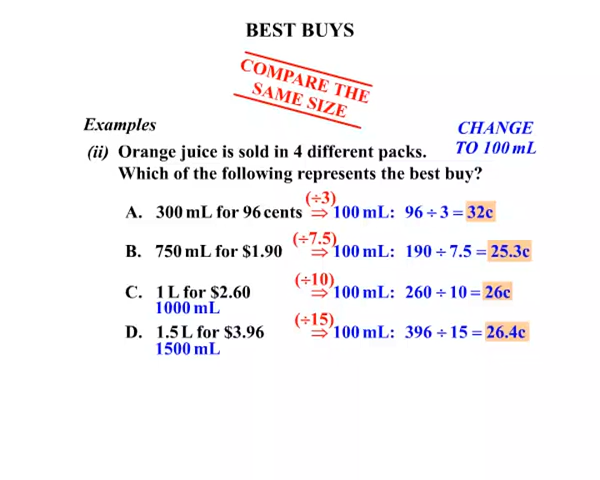 BEST BUYS
COMPARE THE
SAME SIZE
Examples
CHANGE
TO 100 mL
(ii) Orange juice is sold in 4 different packs.
Which of the following represents the best buy?
A. 300 mL for 96 cents (÷3) ⇒ 100 mL: 96 ÷ 3 = 32c
B. 750 mL for $1.90 (÷7.5) ⇒ 100 mL: 190 ÷ 7.5 = 25.3c
C. 1 L for $2.60 (÷10) ⇒ 100 mL: 260 ÷ 10 = 26c
1000 mL
D. 1.5 L for $3.96 (÷15) ⇒ 100 mL: 396 ÷ 15 = 26.4c
1500 mL